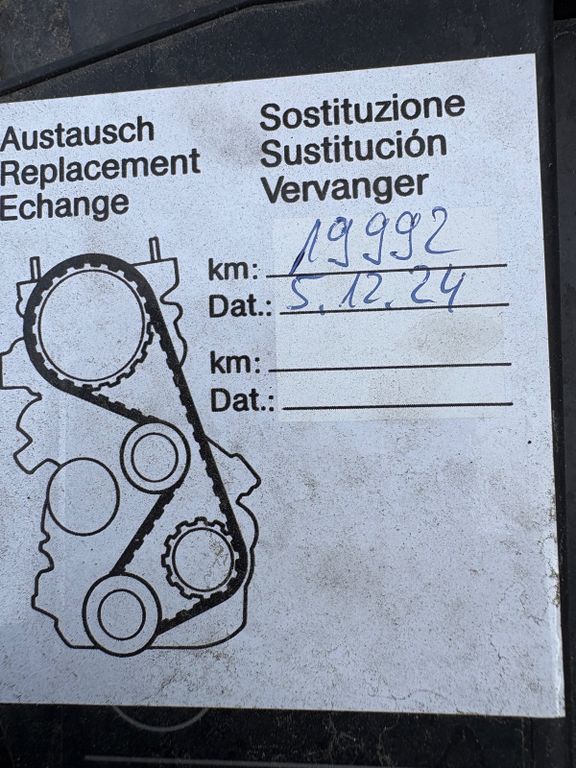 Austausch
Replacement
Echange
Sostituzione
Sustitución
Vervanger
km: 19992
Dat.: 5.12.24
km:
Dat.: